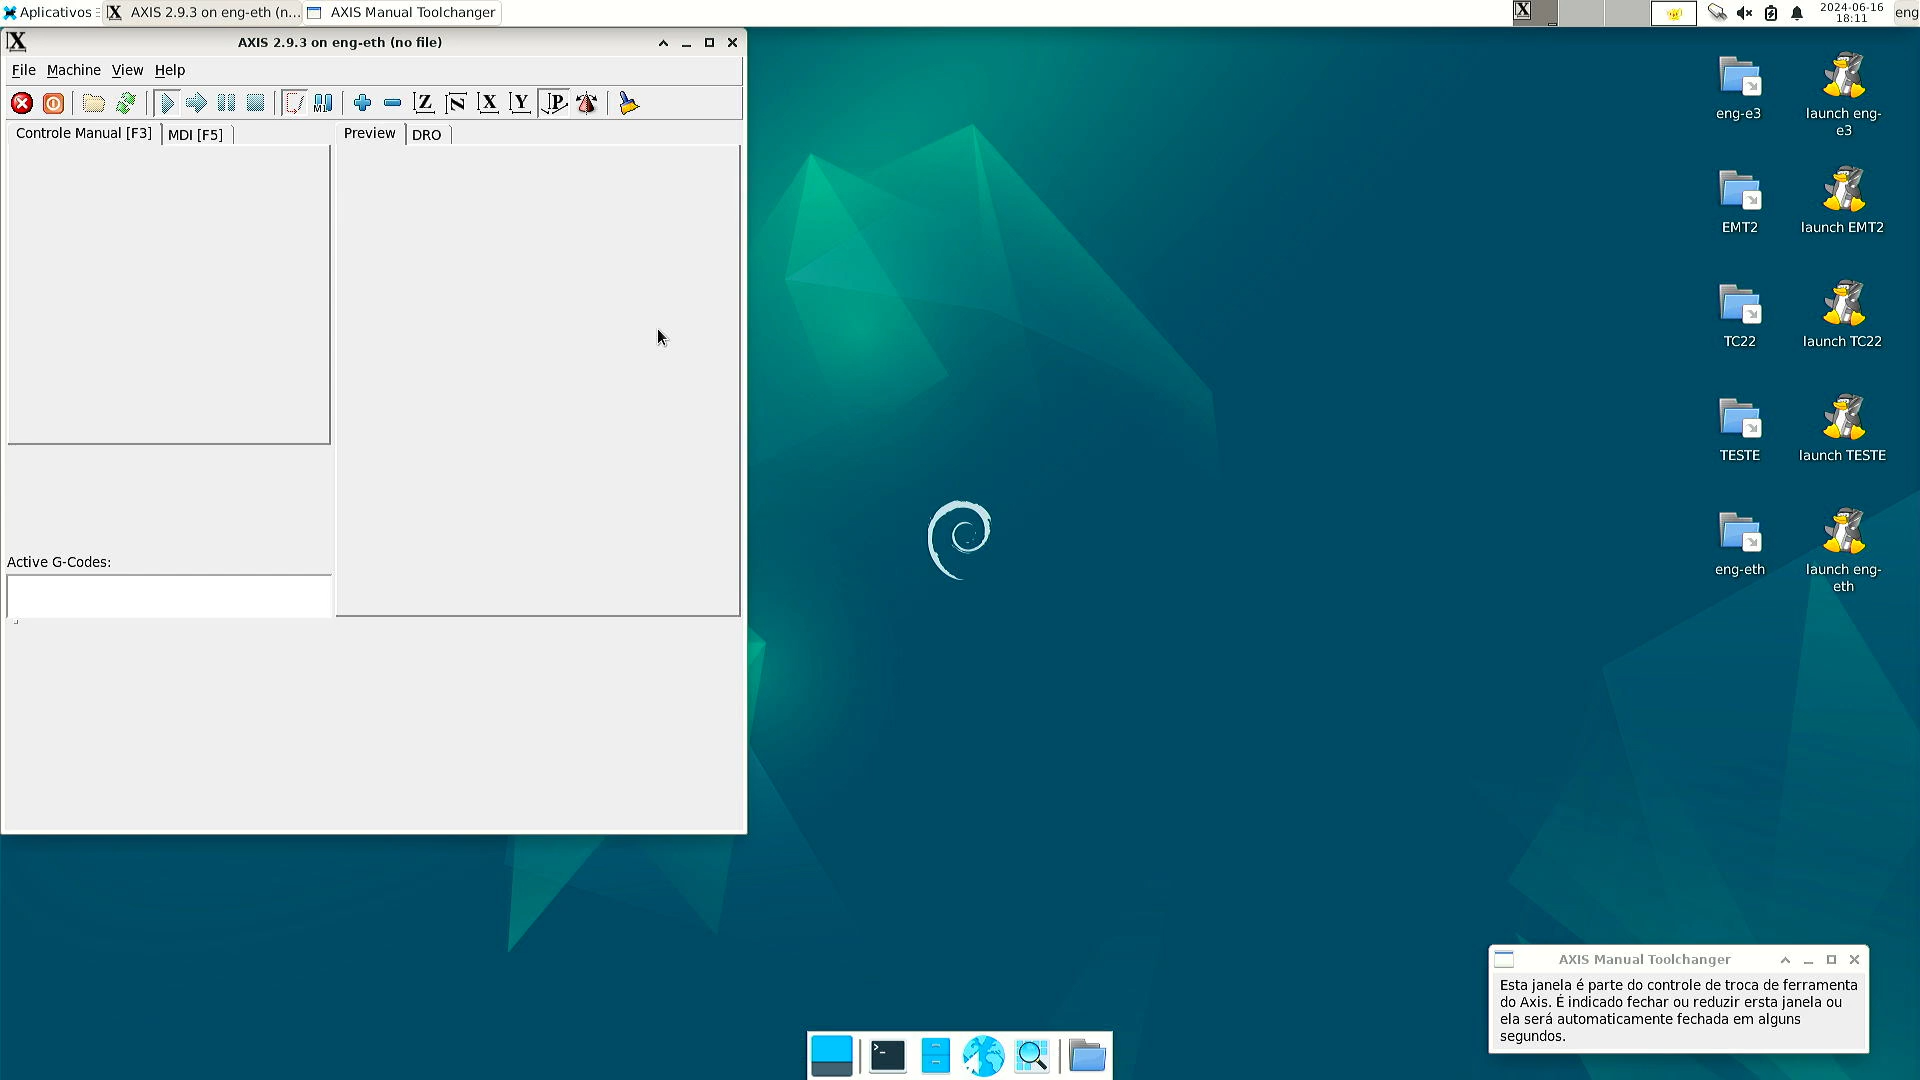 Aplicativos
AXIS 2.9.3 on eng-eth (n...
AXIS Manual Toolchanger
2024-06-16
18:11
eng
AXIS 2.9.3 on eng-eth (no file)
File
Machine
View
Help
Z
N
X
Y
P
Controle Manual [F3]
MDI [F5]
Preview
DRO
Active G-Codes:
eng-e3
launch eng-
e3
EMT2
launch EMT2
TC22
launch TC22
TESTE
launch TESTE
eng-eth
launch eng-
eth
AXIS Manual Toolchanger
Esta janela é parte do controle de troca de ferramenta
do Axis. É indicado fechar ou reduzir ersta janela ou
ela será automaticamente fechada em alguns
segundos.